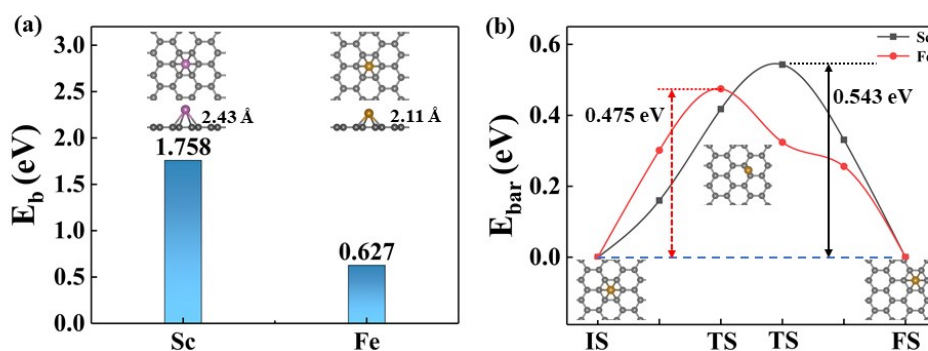 (a)
E_b (eV)
3.0
2.5
2.0
1.5
1.0
0.5
0.0
2.43 Å
2.11 Å
1.758
0.627
Sc
Fe
(b)
E_bar (eV)
0.6
0.4
0.2
0.0
Sc
Fe
0.475 eV
0.543 eV
IS
TS
TS
FS